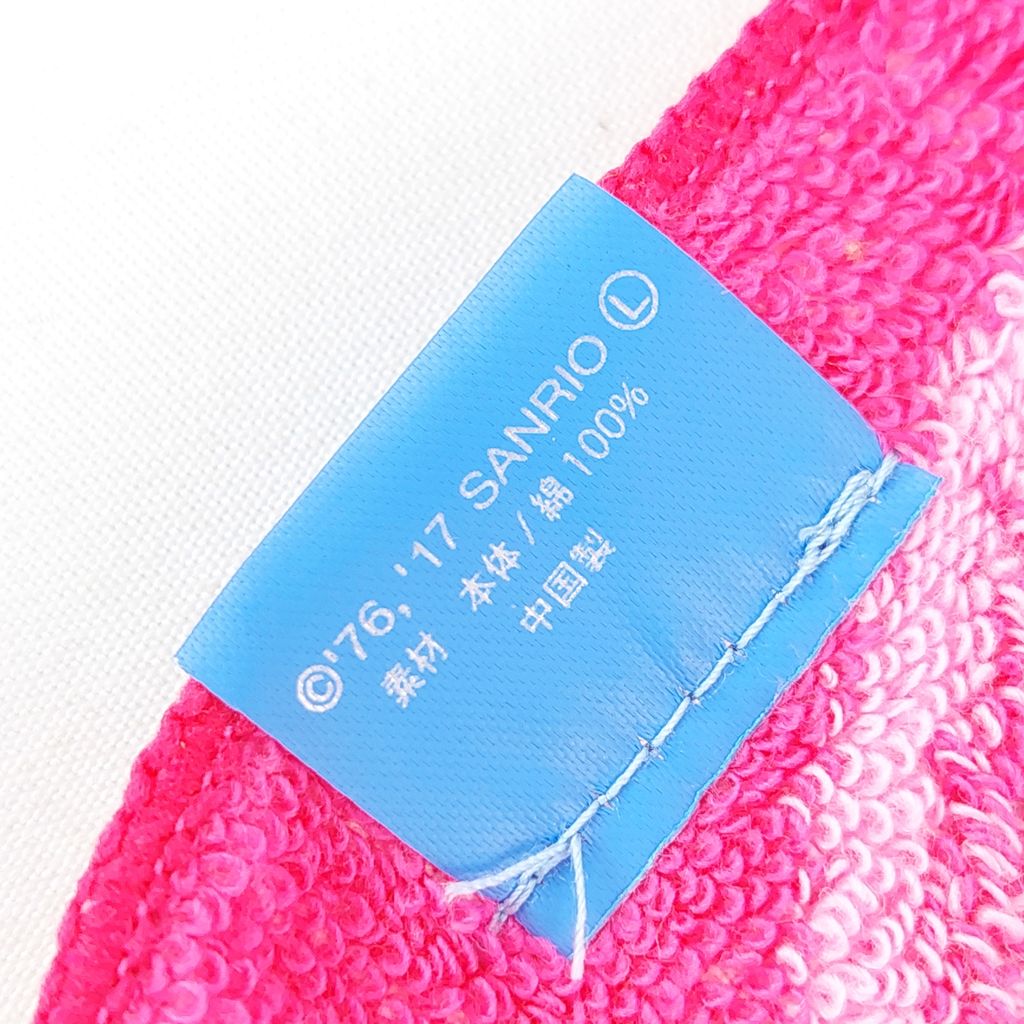 ©'76, '17 SANRIO Ⓛ
素材 本体 / 綿 100%
中国製